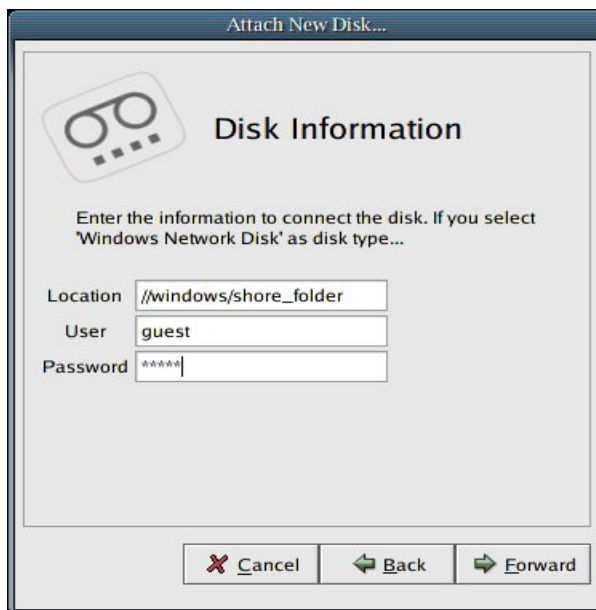 Attach New Disk...
Disk Information
Enter the information to connect the disk. If you select
'Windows Network Disk' as disk type...
Location //windows/shore_folder
User guest
Password *****
Cancel Back Forward